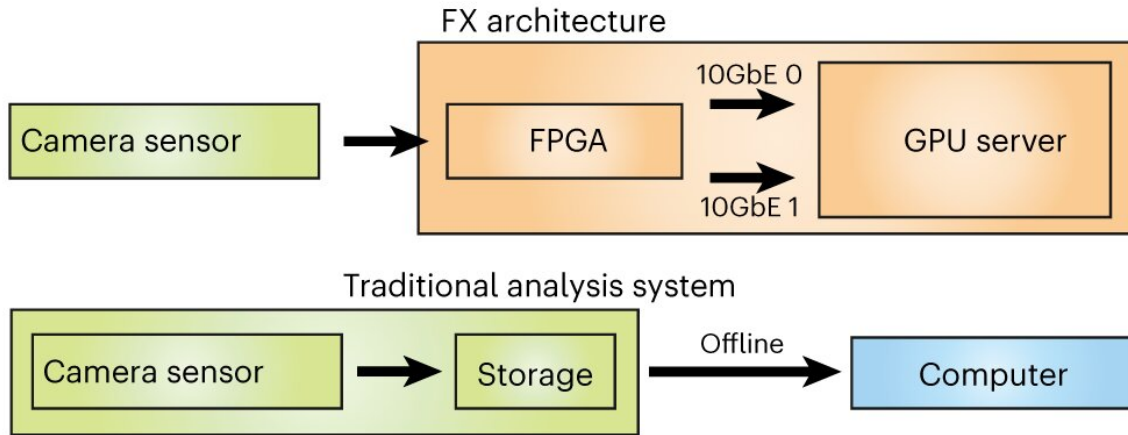 FX architecture
Camera sensor
FPGA
10GbE 0
10GbE 1
GPU server
Traditional analysis system
Camera sensor
Storage
Offline
Computer